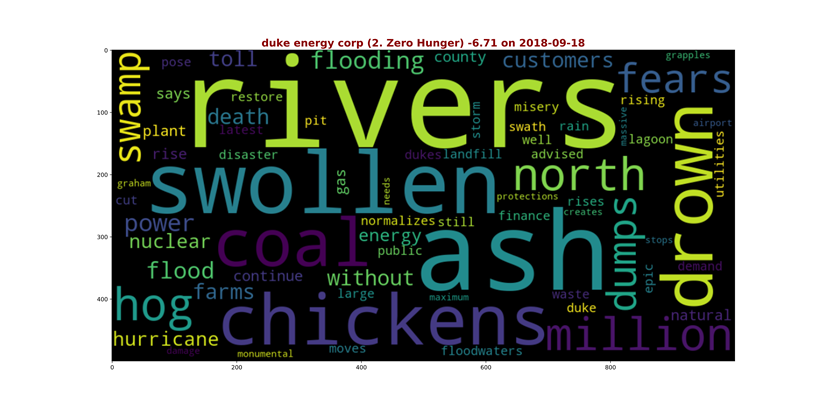 duke energy corp (2. Zero Hunger) -6.71 on 2018-09-18
0
100
200
300
400
0
200
400
600
800
swamp
pose
toll
flooding
county
customers
grapples
fears
says
restore
rivers
misery
rising
death
plant
latest
pit
storm
swath
rain
massive
airport
well
lagoon
rise
disaster
dukes
landfill
advised
utilities
graham
cut
swollen
gas
needs
north
protections
drown
power
normalizes
still
finance
rises
creates
nuclear
coal
energy
public
ash
dumps
stops
flood
continue
without
epic
demand
hog
farms
large
maximum
waste
duke
natural
chickens
million
hurricane
damage
monumental
moves
floodwaters